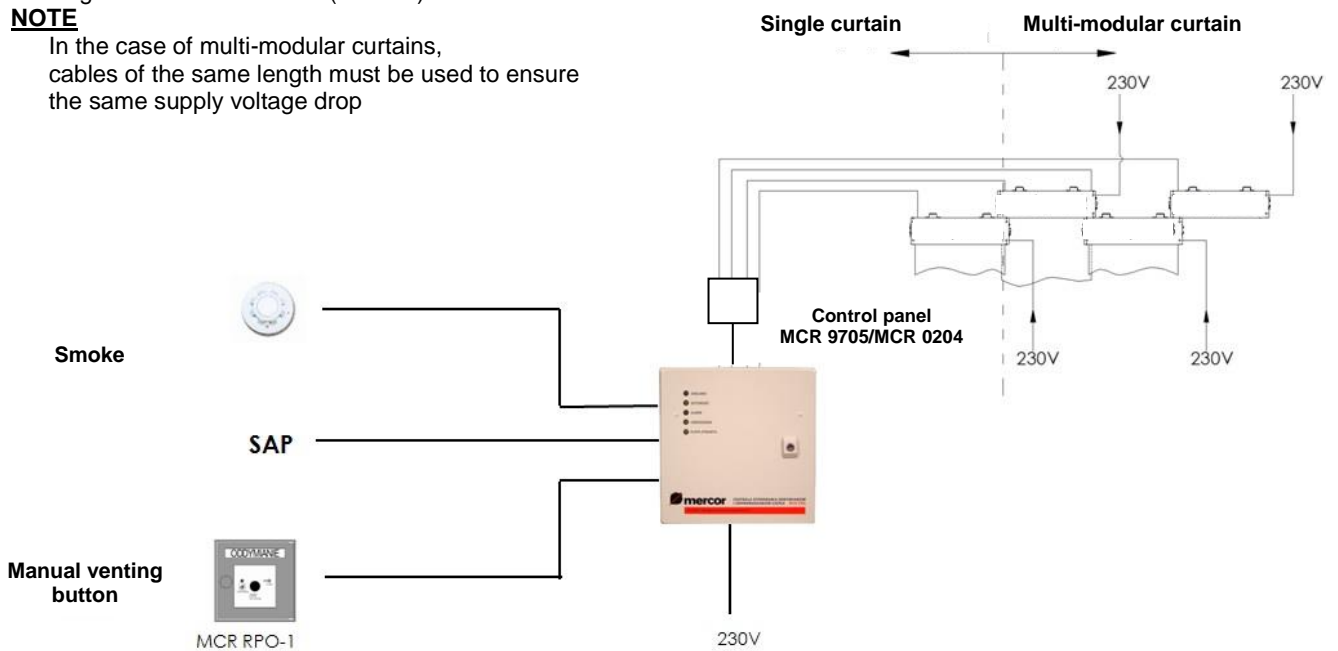 NOTE
In the case of multi-modular curtains,
cables of the same length must be used to ensure
the same supply voltage drop
Single curtain
Multi-modular curtain
230V
230V
Control panel
MCR 9705/MCR 0204
230V
230V
Smoke
SAP
mercor
ODDYMIANIE
Manual venting
button
MCR RPO-1
230V